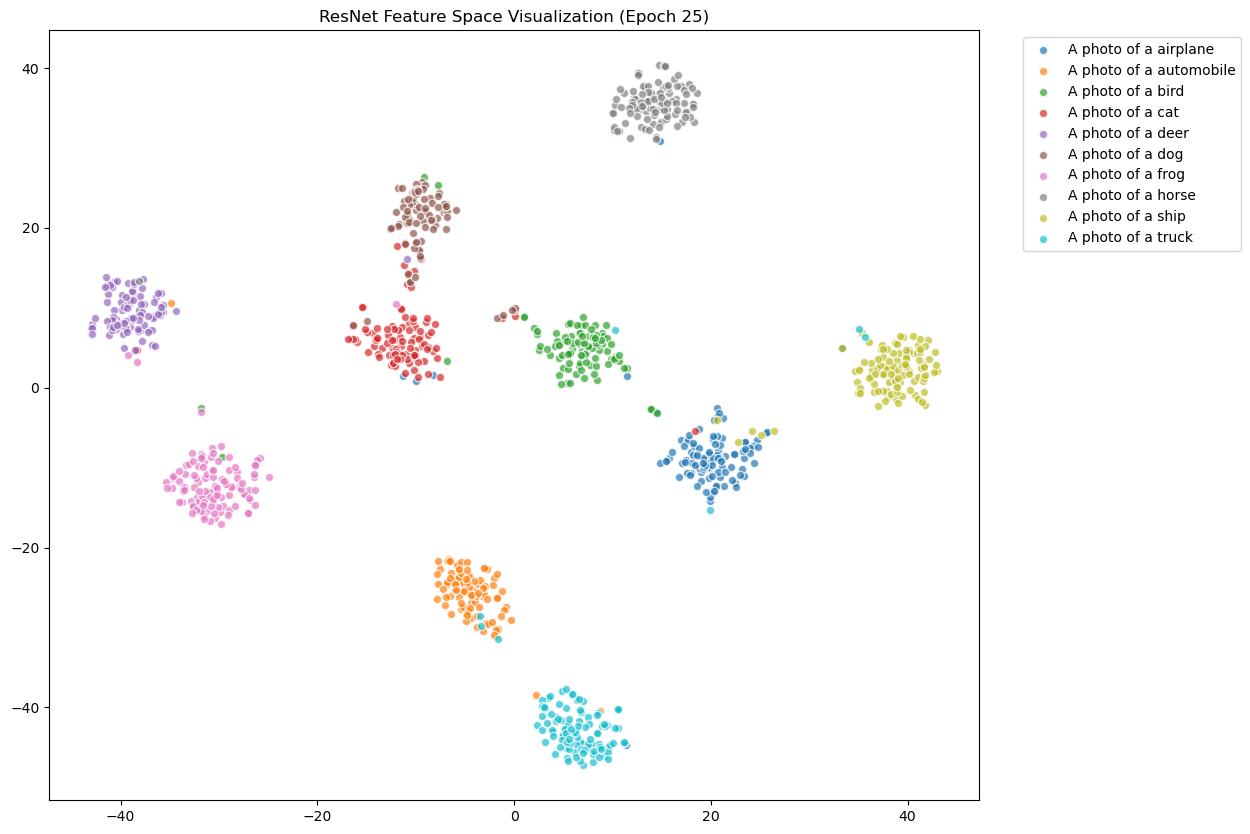 ResNet Feature Space Visualization (Epoch 25)
A photo of a airplane
A photo of a automobile
A photo of a bird
A photo of a cat
A photo of a deer
A photo of a dog
A photo of a frog
A photo of a horse
A photo of a ship
A photo of a truck
40
20
0
−20
−40
−40 −20 0 20 40